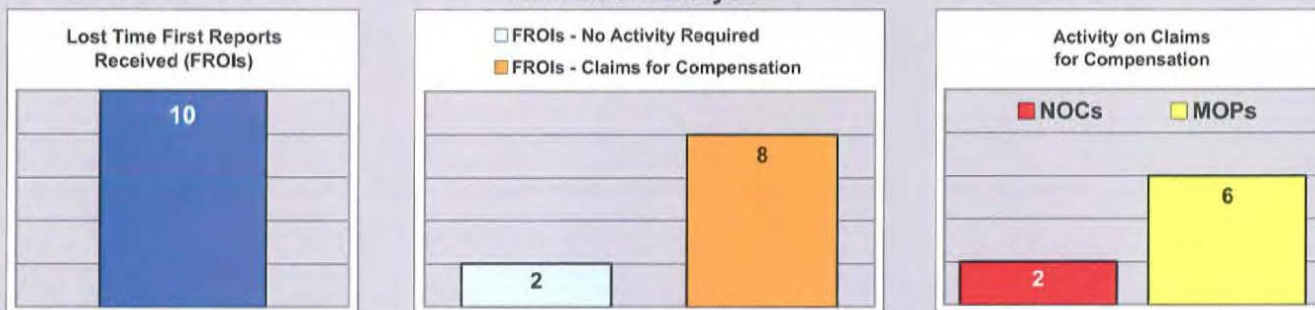 Lost Time First Reports
Received (FROIs)
10
FROIs - No Activity Required
FROIs - Claims for Compensation
2
8
Activity on Claims
for Compensation
NOCs
MOPs
2
6